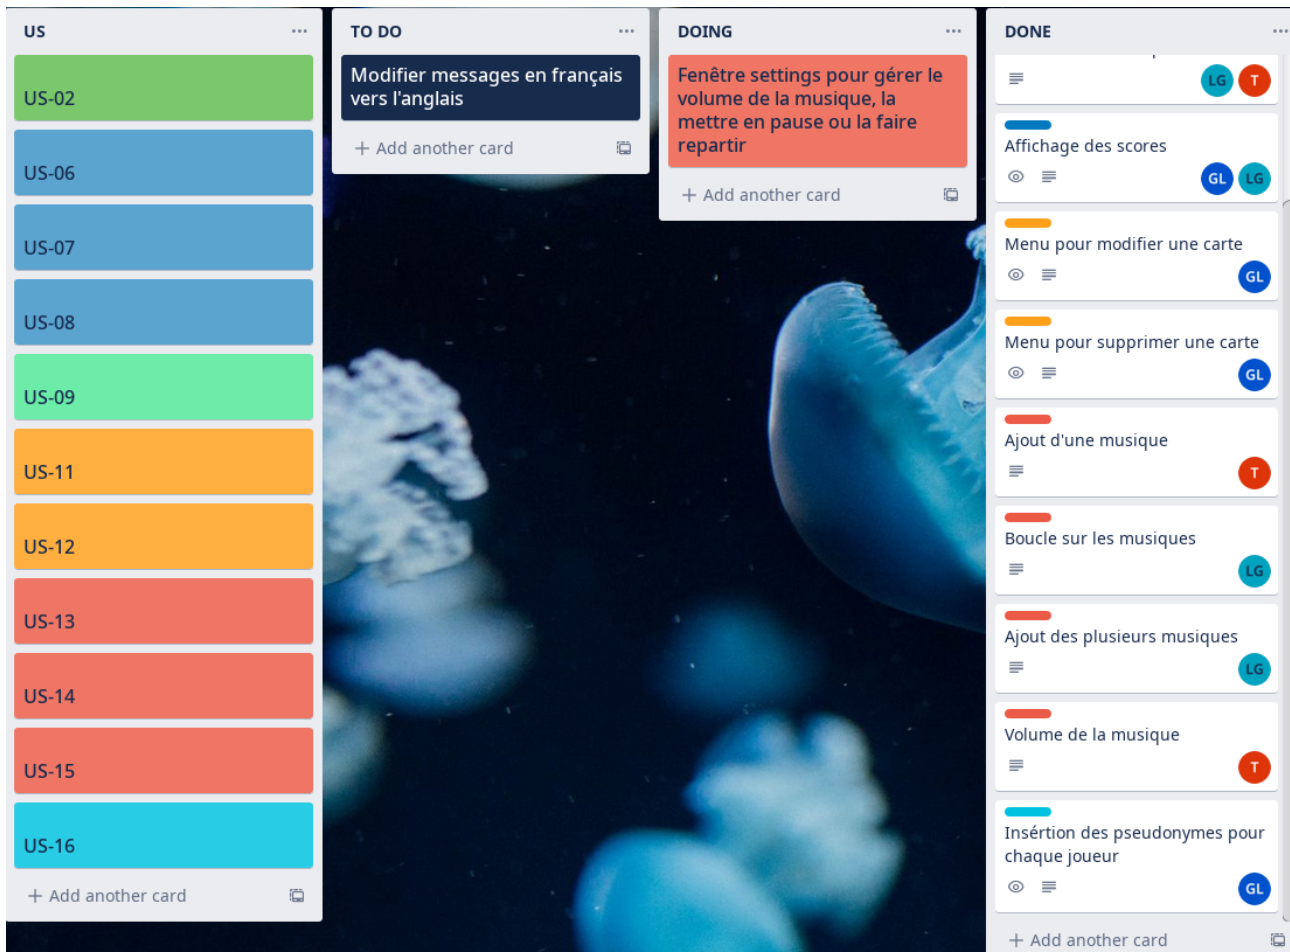 US
US-02
US-06
US-07
US-08
US-09
US-11
US-12
US-13
US-14
US-15
US-16
+ Add another card
TO DO
Modifier messages en français
vers l'anglais
+ Add another card
DOING
Fenêtre settings pour gérer le
volume de la musique, la
mettre en pause ou la faire
repartir
+ Add another card
DONE
LG T
Affichage des scores
GL LG
Menu pour modifier une carte
GL
Menu pour supprimer une carte
GL
Ajout d'une musique
T
Boucle sur les musiques
LG
Ajout des plusieurs musiques
LG
Volume de la musique
T
Insértion des pseudonymes pour
chaque joueur
GL
+ Add another card